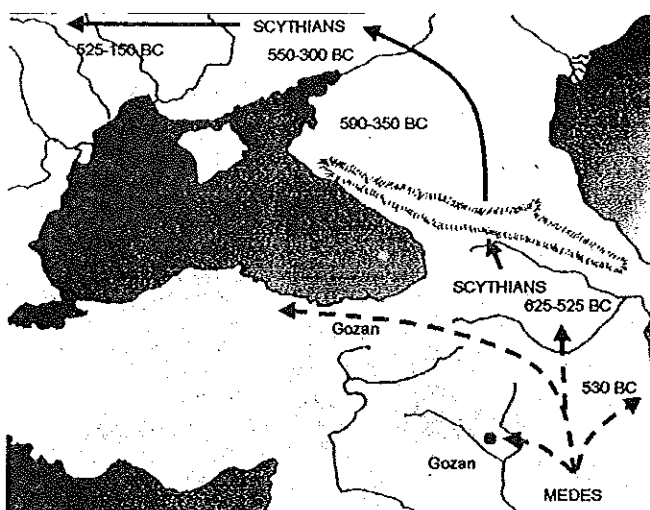 SCYTHIANS
525-150 BC
550-300 BC
590-350 BC
SCYTHIANS
625-525 BC
Gozan
530 BC
Gozan
MEDES